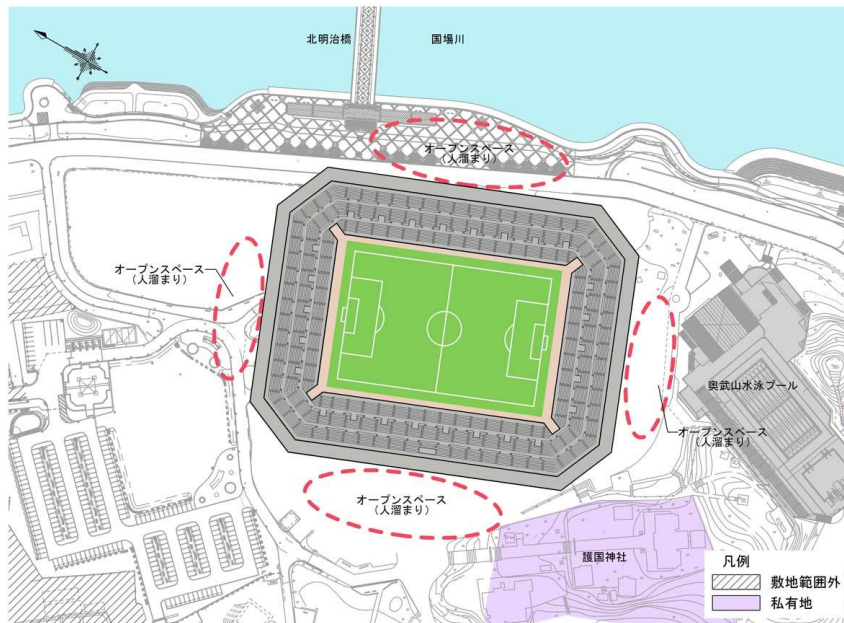 北明治橋
国場川
オープンスペース
(人溜まり)
オープンスペース
(人溜まり)
奥武山水泳プール
オープンスペース
(人溜まり)
オープンスペース
(人溜まり)
護国神社
凡例
敷地範囲外
私有地